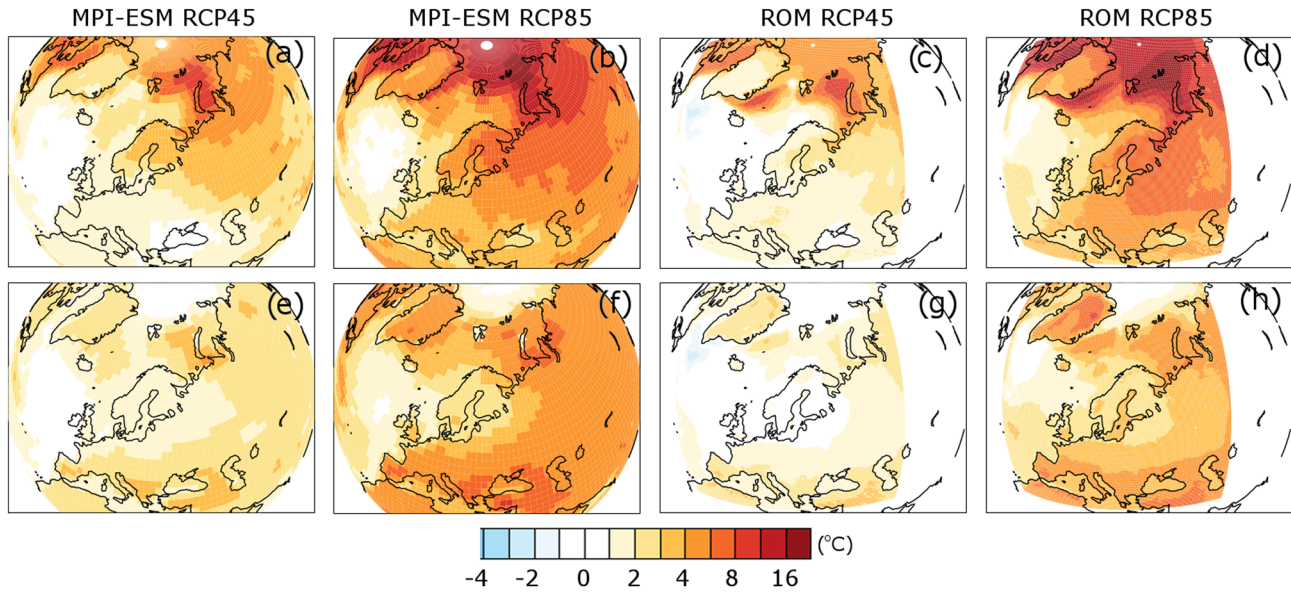 MPI-ESM RCP45 MPI-ESM RCP85 ROM RCP45 ROM RCP85
(a) (b) (c) (d)
(e) (f) (g) (h)
(°C)
-4 -2 0 2 4 8 16